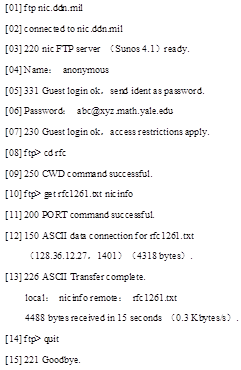 [01] ftp nic.ddn.mil
[02] connected to nic.ddn.mil
[03] 220 nic FTP server （Sunos 4.1）ready.
[04] Name： anonymous
[05] 331 Guest login ok，send ident as password.
[06] Password： abc@xyz.math.yale.edu
[07] 230 Guest login ok，access restrictions apply.
[08] ftp> cd rfc
[09] 250 CWD command successful.
[10] ftp> get rfc1261.txt nicinfo
[11] 200 PORT command successful.
[12] 150 ASCII data connection for rfc1261.txt
（128.36.12.27，1401）（4318 bytes）.
[13] 226 ASCII Transfer complete.
local： nicinfo remote： rfc1261.txt
4488 bytes received in 15 seconds （0.3 Kbytes/s）.
[14] ftp> quit
[15] 221 Goodbye.